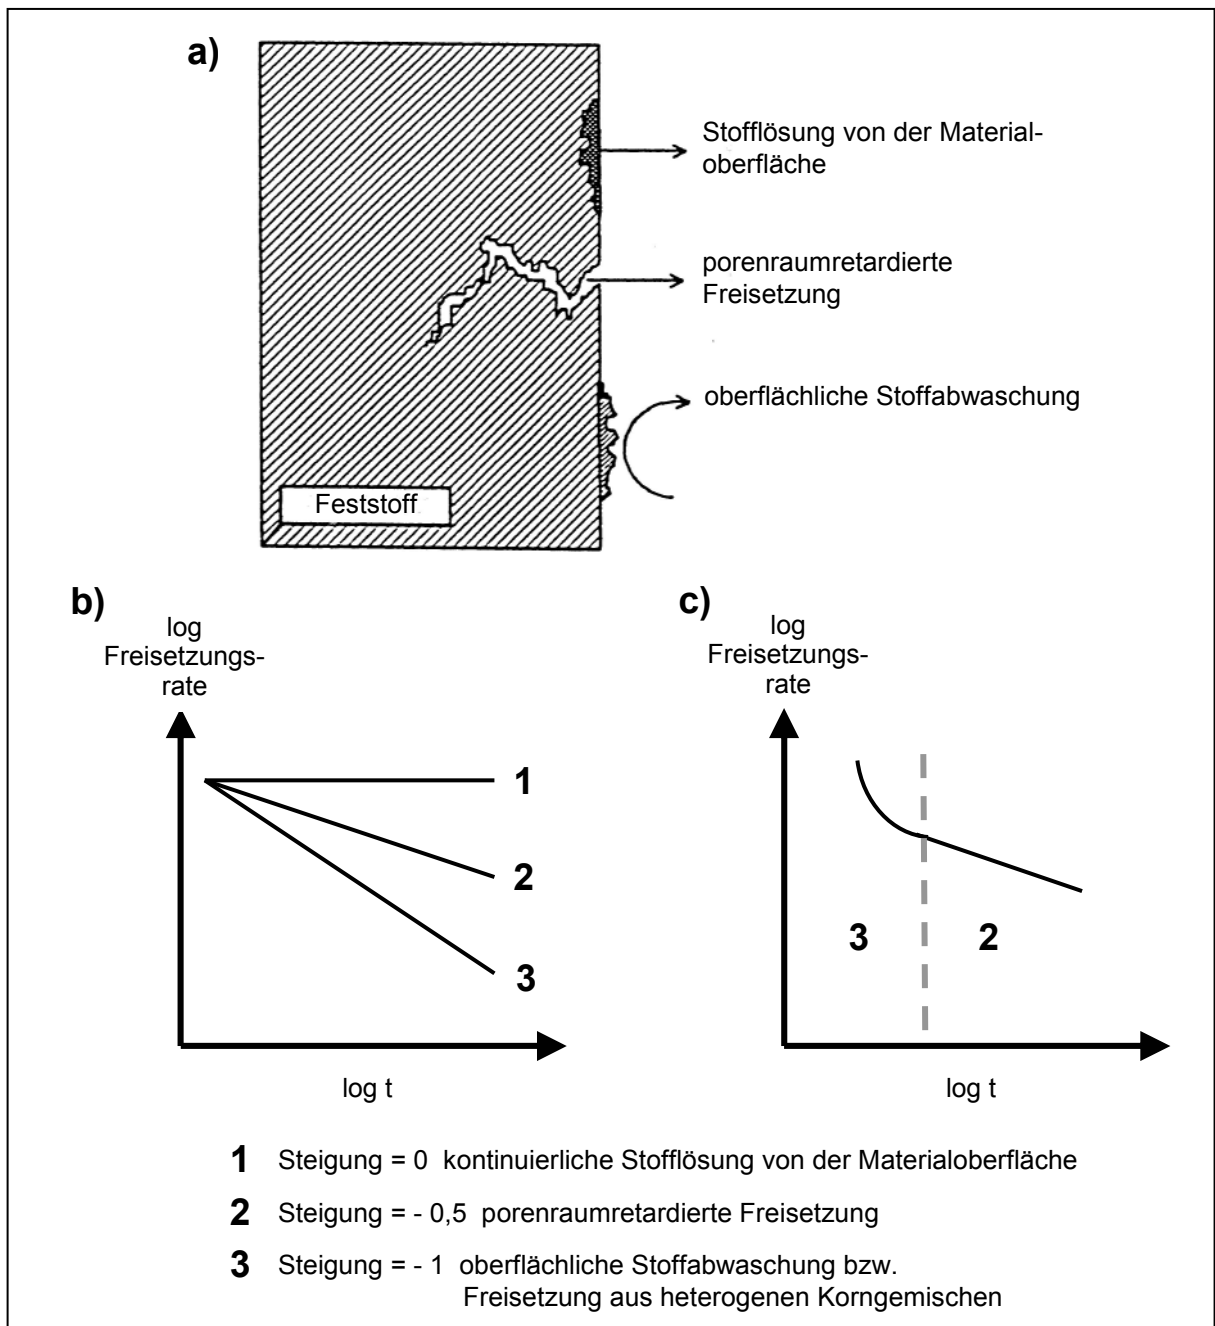 a)
Stofflösung von der Material-
oberfläche
porenraumretardierte
Freisetzung
oberflächliche Stoffabwaschung
Feststoff
b)
log
Freisetzungs-
rate
1
2
3
log t
c)
log
Freisetzungs-
rate
3
2
log t
1 Steigung = 0 kontinuierliche Stofflösung von der Materialoberfläche
2 Steigung = - 0,5 porenraumretardierte Freisetzung
3 Steigung = - 1 oberflächliche Stoffabwaschung bzw.
Freisetzung aus heterogenen Korngemischen